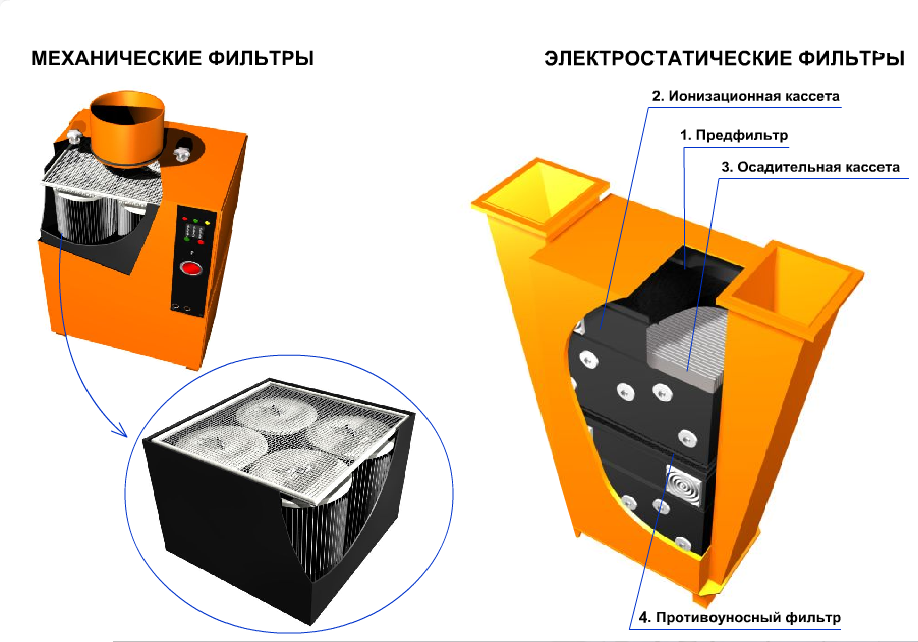 МЕХАНИЧЕСКИЕ ФИЛЬТРЫ
ЭЛЕКТРОСТАТИЧЕСКИЕ ФИЛЬТРЫ
2. Ионизационная кассета
1. Предфильтр
3. Осадительная кассета
4. Противоуносный фильтр